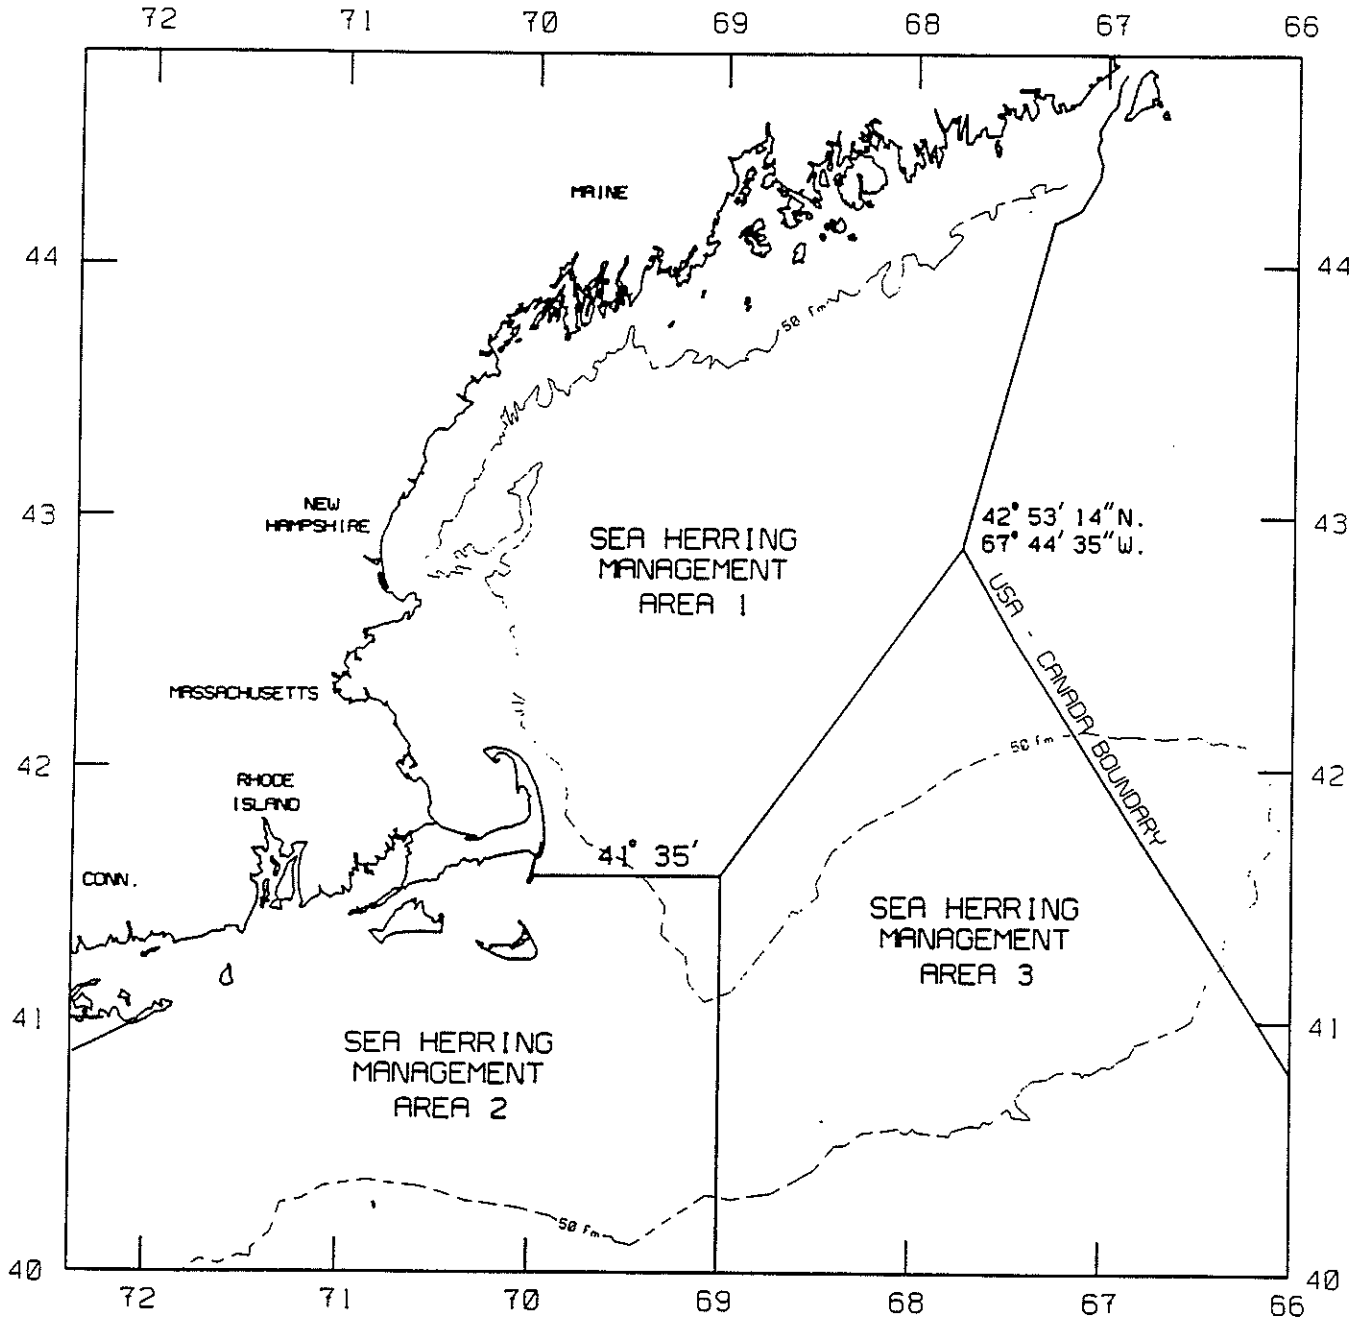 72 71 70 69 68 67 66
MAINE
44 44
50 fm
NEW
HAMPSHIRE
43 43
42° 53' 14"N.
67° 44' 35"W.
SEA HERRING
MANAGEMENT
AREA 1
USA - CANADA BOUNDARY
MASSACHUSETTS
50 fm
42 42
RHODE
ISLAND
41° 35'
CONN.
SEA HERRING
MANAGEMENT
AREA 3
41 41
SEA HERRING
MANAGEMENT
AREA 2
50 fm
40 40
72 71 70 69 68 67 66